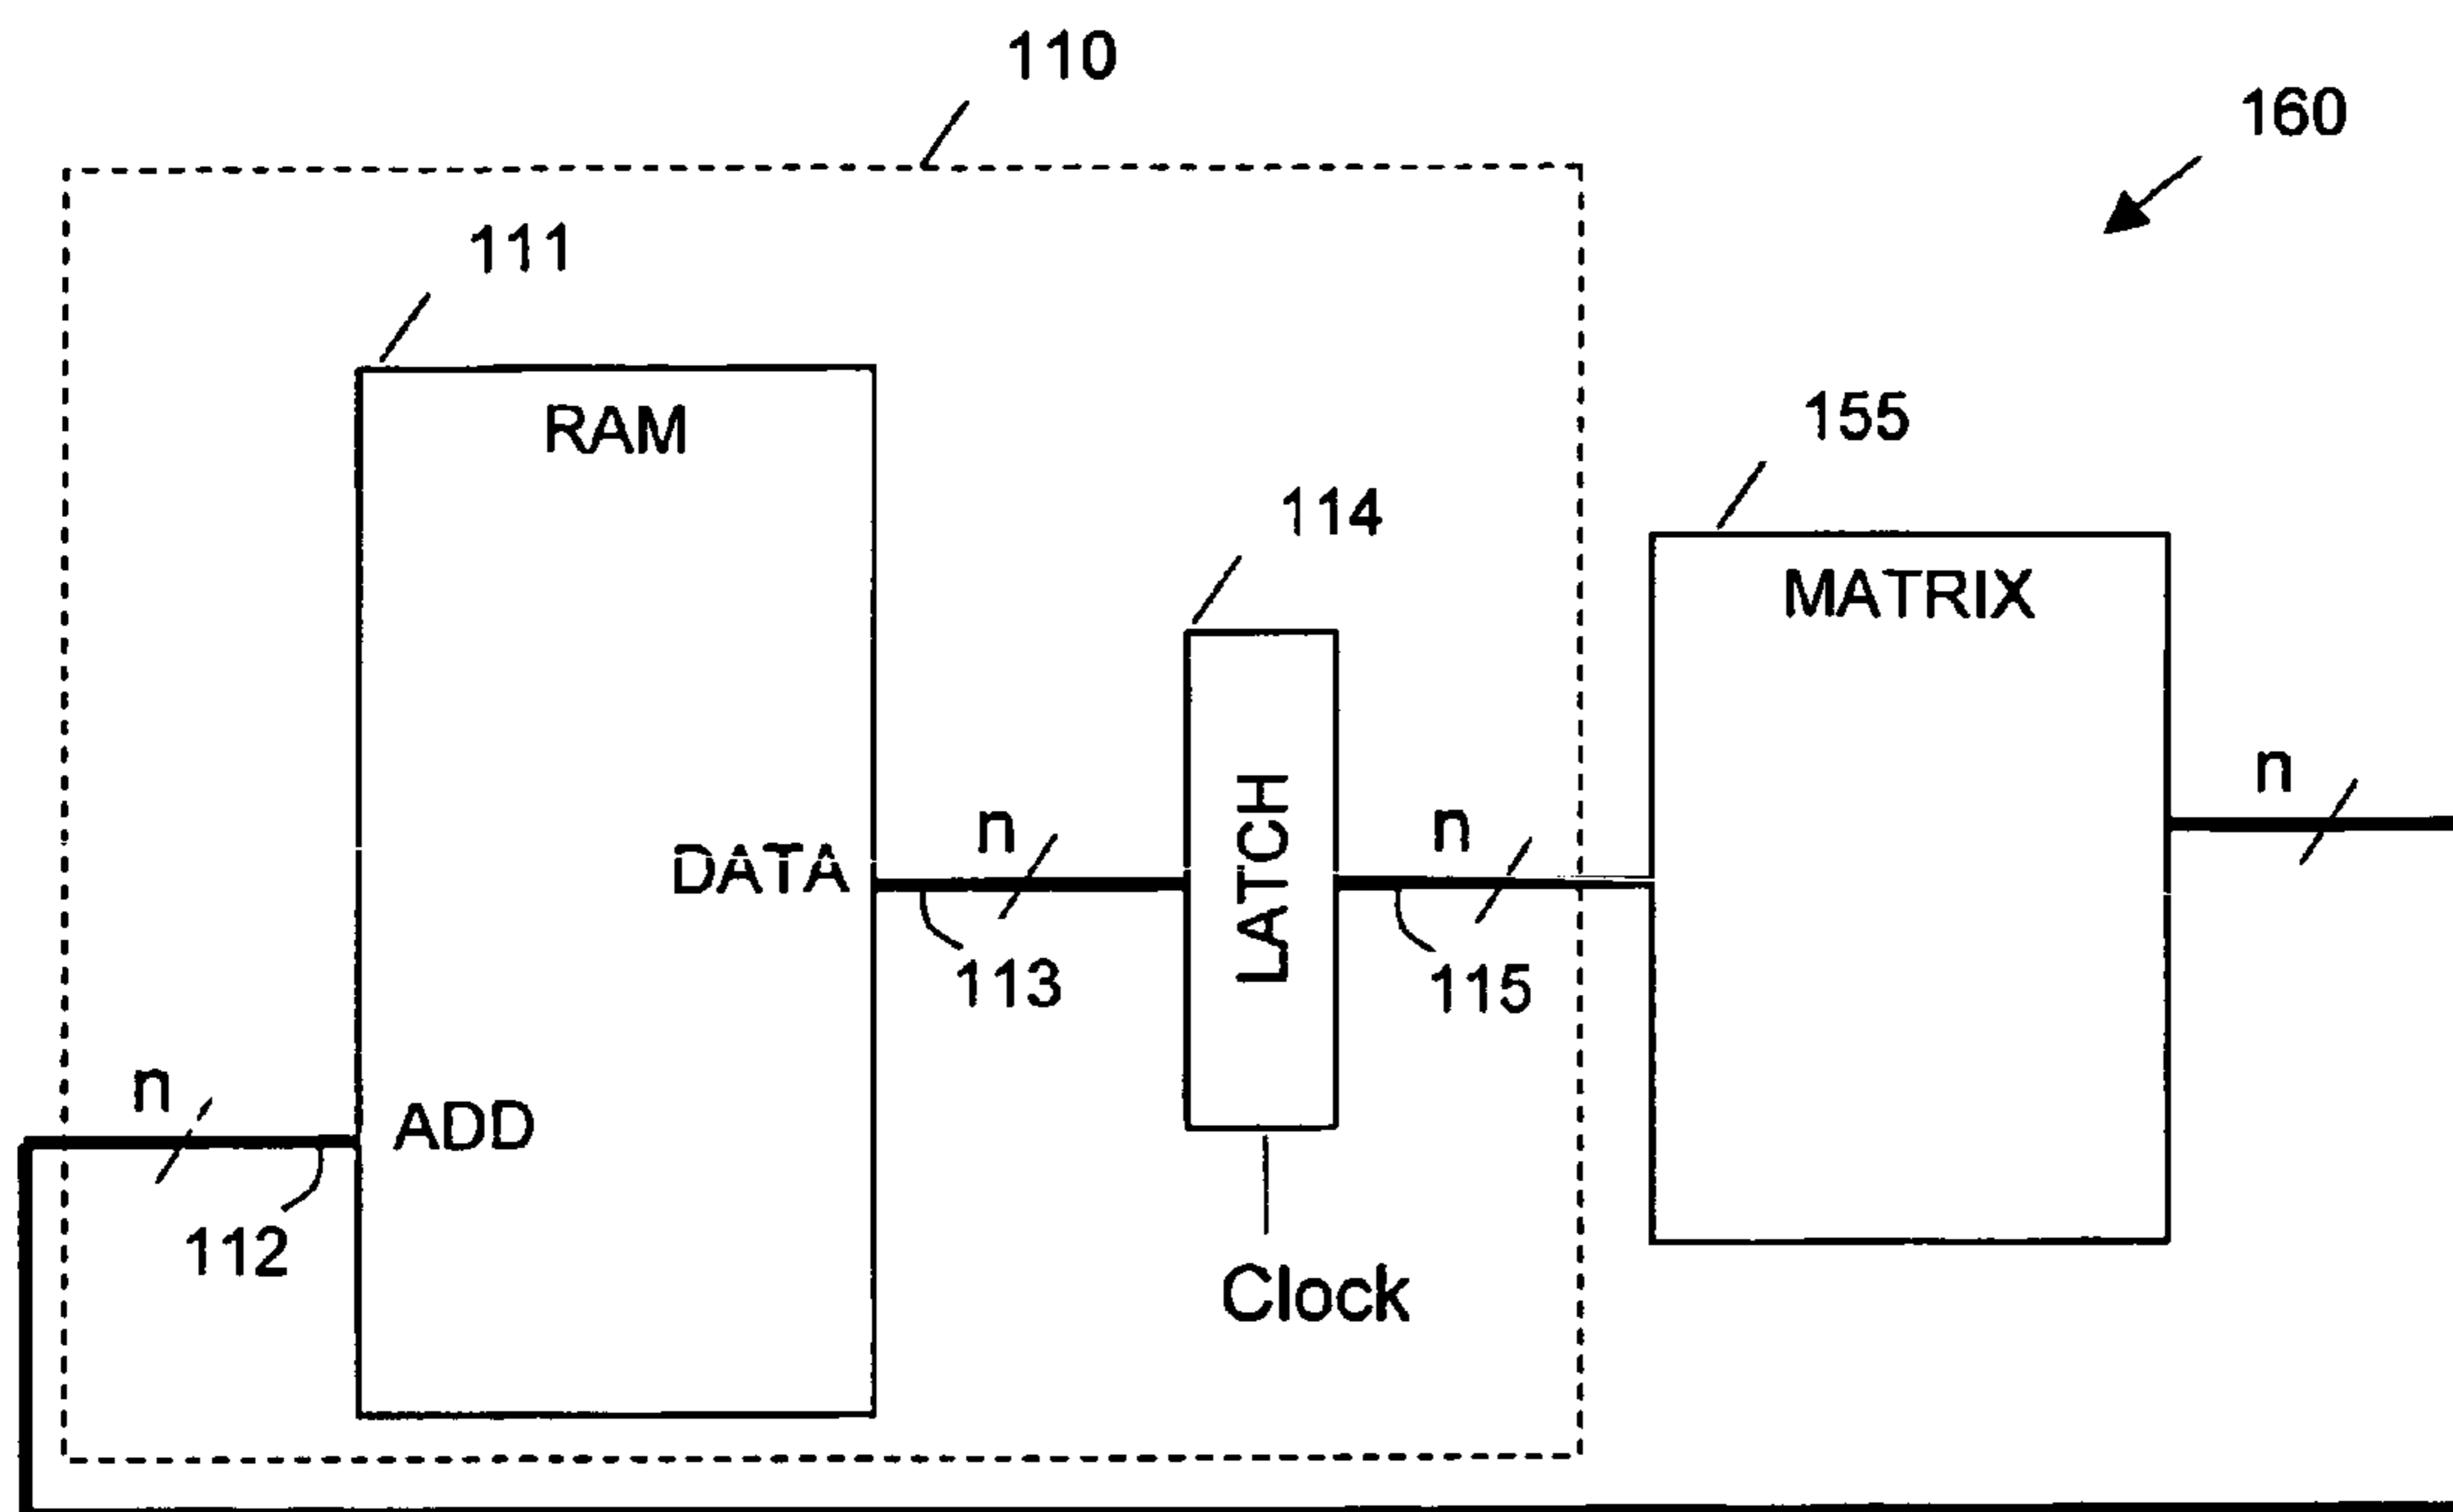 110
160
111
RAM
155
114
MATRIX
n
n
n
DATA
LATCH
113
115
n
ADD
112
Clock